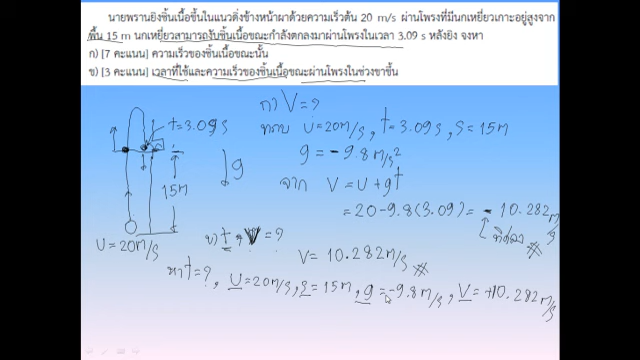 นายพรานยิงชิ้นเนื้อขึ้นในแนวดิ่งข้างหน้าผาด้วยความเร็วต้น 20 m/s ผ่านโพรงที่มีนกเหยี่ยวเกาะอยู่สูงจาก
พื้น 15 m นกเหยี่ยวสามารถงับชิ้นเนื้อขณะกำลังตกลงมาผ่านโพรงในเวลา 3.09 s หลังยิง จงหา
ก) [7 คะแนน] ความเร็วของชิ้นเนื้อขณะนั้น
ข) [3 คะแนน] เวลาที่ใช้และความเร็วของชิ้นเนื้อขณะผ่านโพรงในช่วงขาขึ้น
ก) V = ?
t = 3.09 s
ทราบ U = 20 m/s , t = 3.09 s , S = 15 m
g
g = - 9.8 m/s²
15 M
จาก V = U + gt
= 20 - 9.8 (3.09) = - 10.282 m/s
ทิศลง
U = 20 m/s
ข) t , V = ?
V = 10.282 m/s
หา t = ? , U = 20 m/s , S = 15 m , g = -9.8 m/s , V = +10.282 m/s